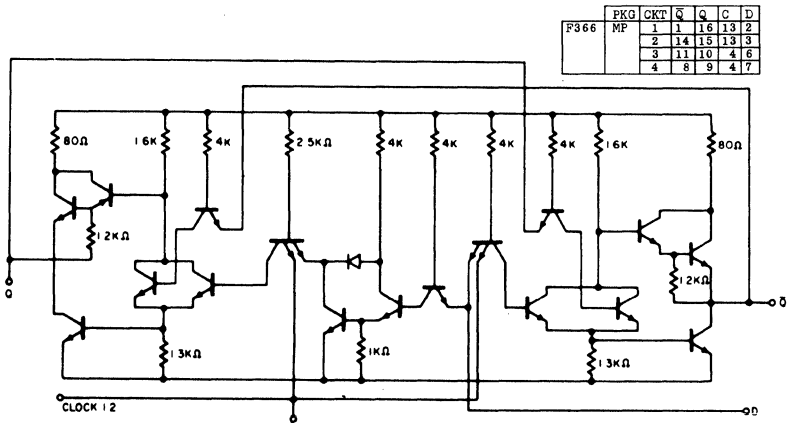 PKG CKT Q̅ Q C D
F366 MP 1 1 16 13 2
2 14 15 13 3
3 11 10 4 6
4 8 9 4 7
80Ω 1.6K 4K 2.5KΩ 4K 4K 4K 4K 1.6K 80Ω
1.2KΩ
1.2KΩ
Q
Q̅
1.3KΩ 1KΩ 1.3KΩ
CLOCK 1.2
D